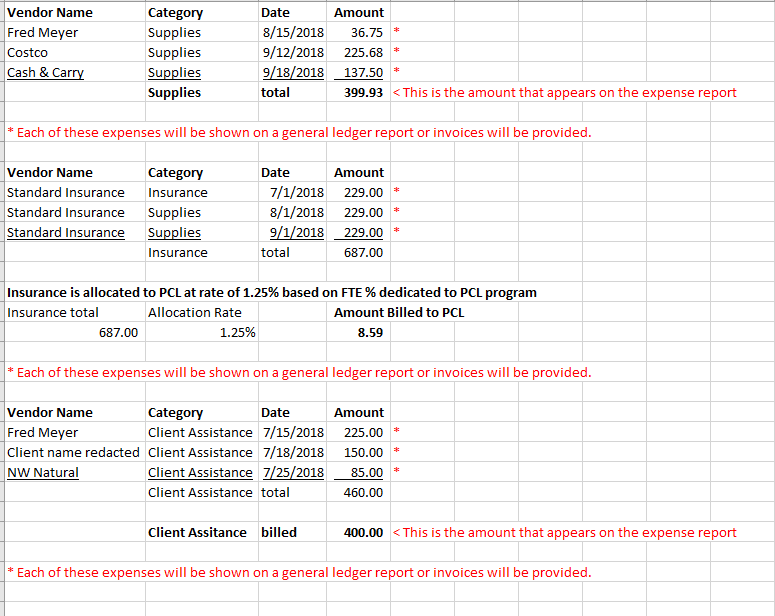 Vendor Name Category Date Amount
Fred Meyer Supplies 8/15/2018 36.75 *
Costco Supplies 9/12/2018 225.68 *
Cash & Carry Supplies 9/18/2018 137.50 *
Supplies total 399.93 < This is the amount that appears on the expense report
* Each of these expenses will be shown on a general ledger report or invoices will be provided.
Vendor Name Category Date Amount
Standard Insurance Insurance 7/1/2018 229.00 *
Standard Insurance Supplies 8/1/2018 229.00 *
Standard Insurance Supplies 9/1/2018 229.00 *
Insurance total 687.00
Insurance is allocated to PCL at rate of 1.25% based on FTE % dedicated to PCL program
Insurance total Allocation Rate Amount Billed to PCL
687.00 1.25% 8.59
* Each of these expenses will be shown on a general ledger report or invoices will be provided.
Vendor Name Category Date Amount
Fred Meyer Client Assistance 7/15/2018 225.00 *
Client name redacted Client Assistance 7/18/2018 150.00 *
NW Natural Client Assistance 7/25/2018 85.00 *
Client Assistance total 460.00
Client Assitance billed 400.00 < This is the amount that appears on the expense report
* Each of these expenses will be shown on a general ledger report or invoices will be provided.